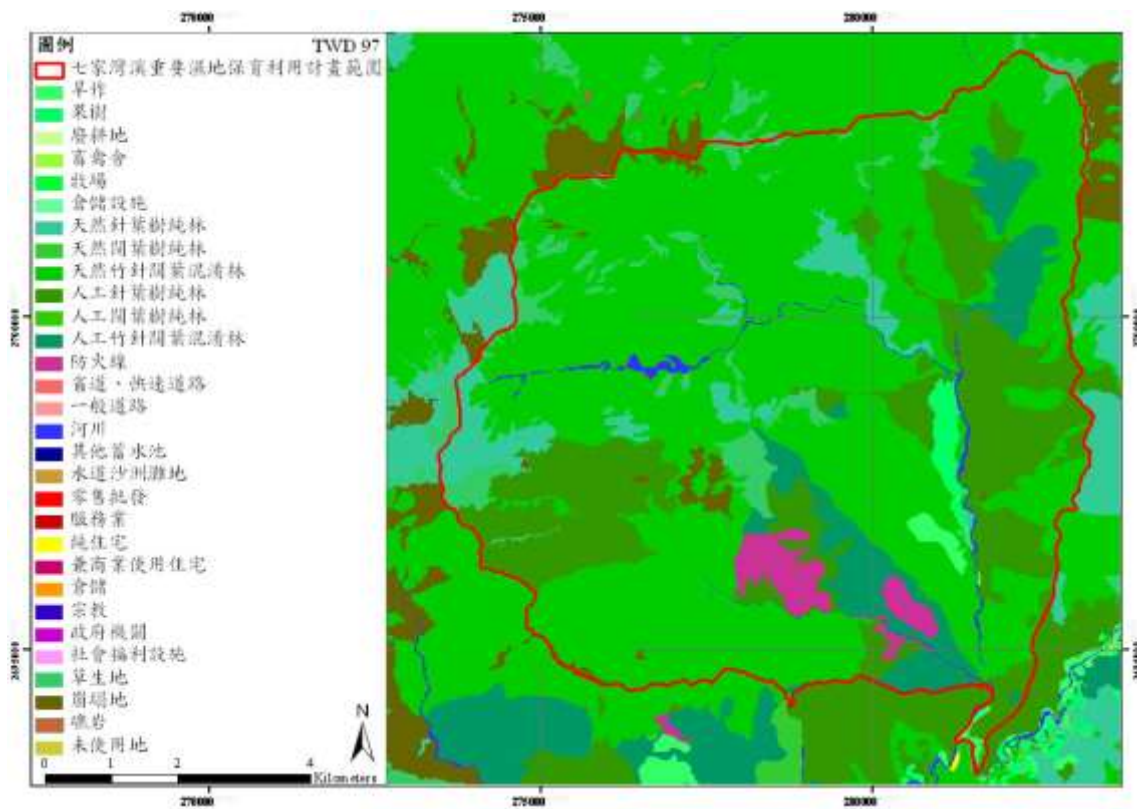 270000 275000 280000
圖例 TWD 97
七家灣溪重要濕地保育利用計畫範圍
旱作
果樹
廢耕地
畜禽舍
牧場
倉儲設施
天然針葉樹純林
天然闊葉樹純林
天然竹針闊葉混淆林
人工針葉樹純林
人工闊葉樹純林
人工竹針闊葉混淆林
防火線
省道、快速道路
一般道路
河川
其他蓄水池
水道沙洲灘地
零售批發
服務業
純住宅
兼商業使用住宅
倉儲
宗教
政府機關
社會福利設施
草生地
崩塌地
礁岩
未使用地
N
0 1 2 4
Kilometers
2700000
2695000
2700000
2695000
270000 275000 280000